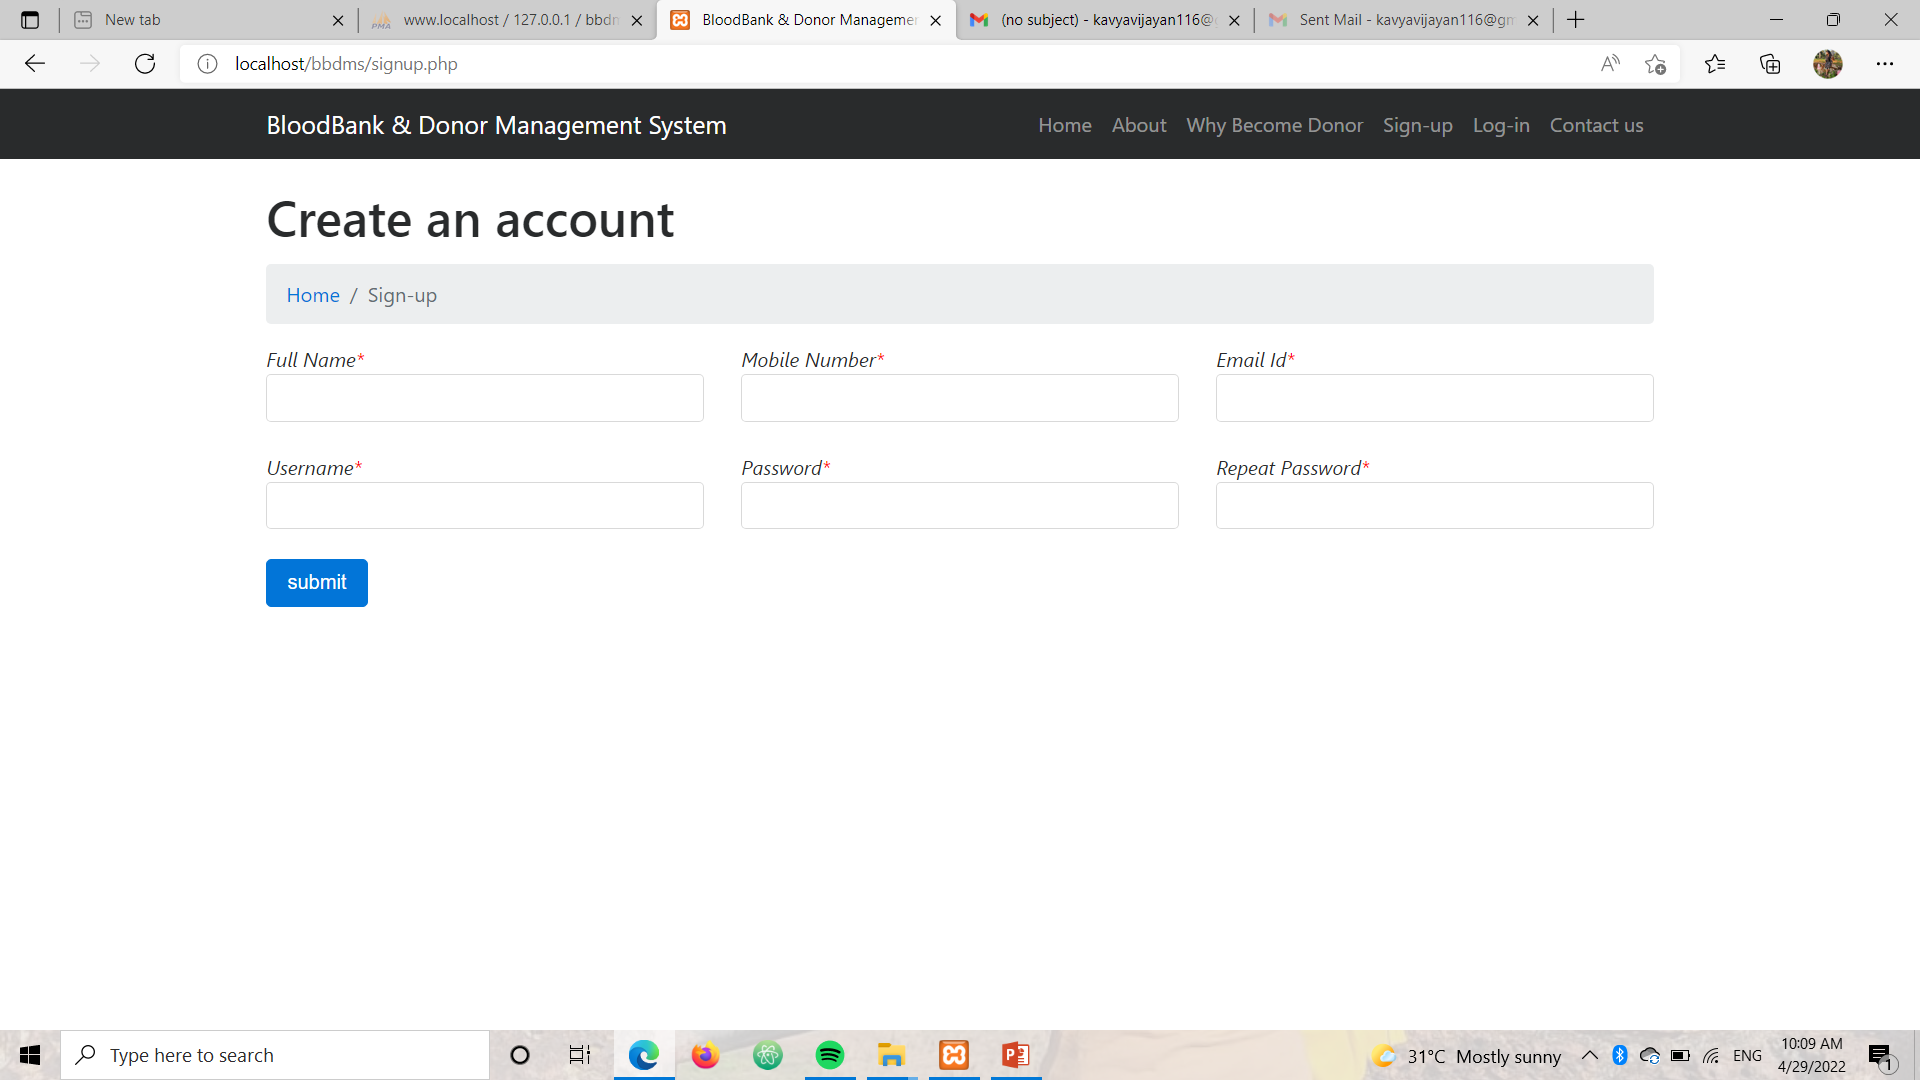 New tab
www.localhost / 127.0.0.1 / bbdn
BloodBank & Donor Managemen
(no subject) - kavyavijayan116@g
Sent Mail - kavyavijayan116@gm
localhost/bbdms/signup.php
BloodBank & Donor Management System
Home About Why Become Donor Sign-up Log-in Contact us
Create an account
Home / Sign-up
Full Name* Mobile Number* Email Id*
Username* Password* Repeat Password*
submit
Type here to search
31°C Mostly sunny
ENG
10:09 AM
4/29/2022
1